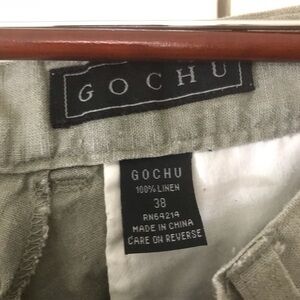 GOCHU
GOCHU
100% LINEN
38
RN64214
MADE IN CHINA
CARE ON REVERSE